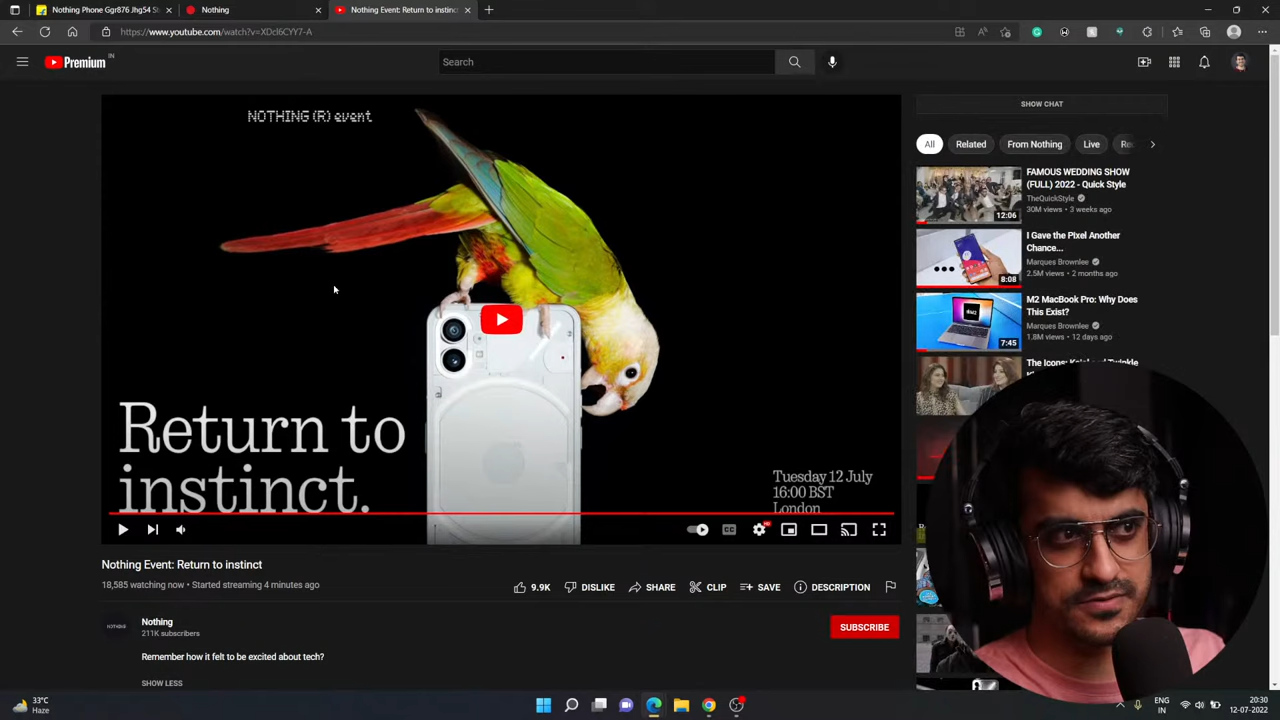 Nothing Phone Ggr876 Jhg54 S
Nothing
Nothing Event: Return to instinct
https://www.youtube.com/watch?v=XDcl6CYY7-A
Premium IN
Search
NOTHING (R) event
Return to
instinct.
Tuesday 12 July
16:00 BST
London
Nothing Event: Return to instinct
18,585 watching now • Started streaming 4 minutes ago
9.9K DISLIKE SHARE CLIP SAVE DESCRIPTION
NOTHING
Nothing
211K subscribers
SUBSCRIBE
Remember how it felt to be excited about tech?
SHOW LESS
SHOW CHAT
All Related From Nothing Live
FAMOUS WEDDING SHOW
(FULL) 2022 - Quick Style
TheQuickStyle
30M views • 3 weeks ago
12:06
I Gave the Pixel Another
Chance...
Marques Brownlee
2.5M views • 2 months ago
8:08
M2 MacBook Pro: Why Does
This Exist?
Marques Brownlee
1.8M views • 12 days ago
7:45
33°C
Haze
ENG
IN
20:30
12-07-2022